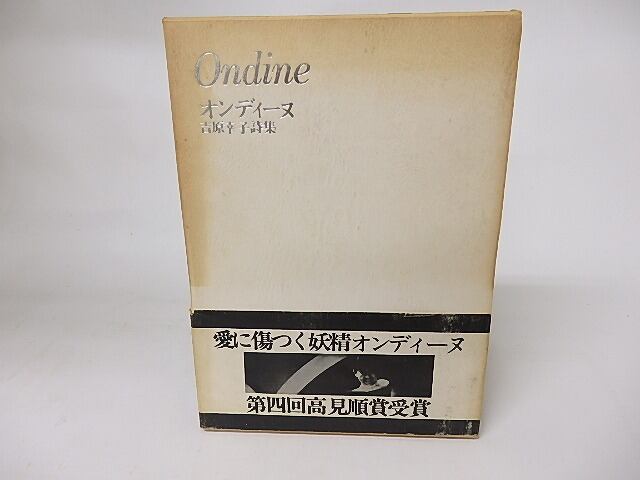 Ondine
オンディーヌ
吉原幸子詩集
愛に傷つく妖精オンディーヌ
第四回高見順賞受賞